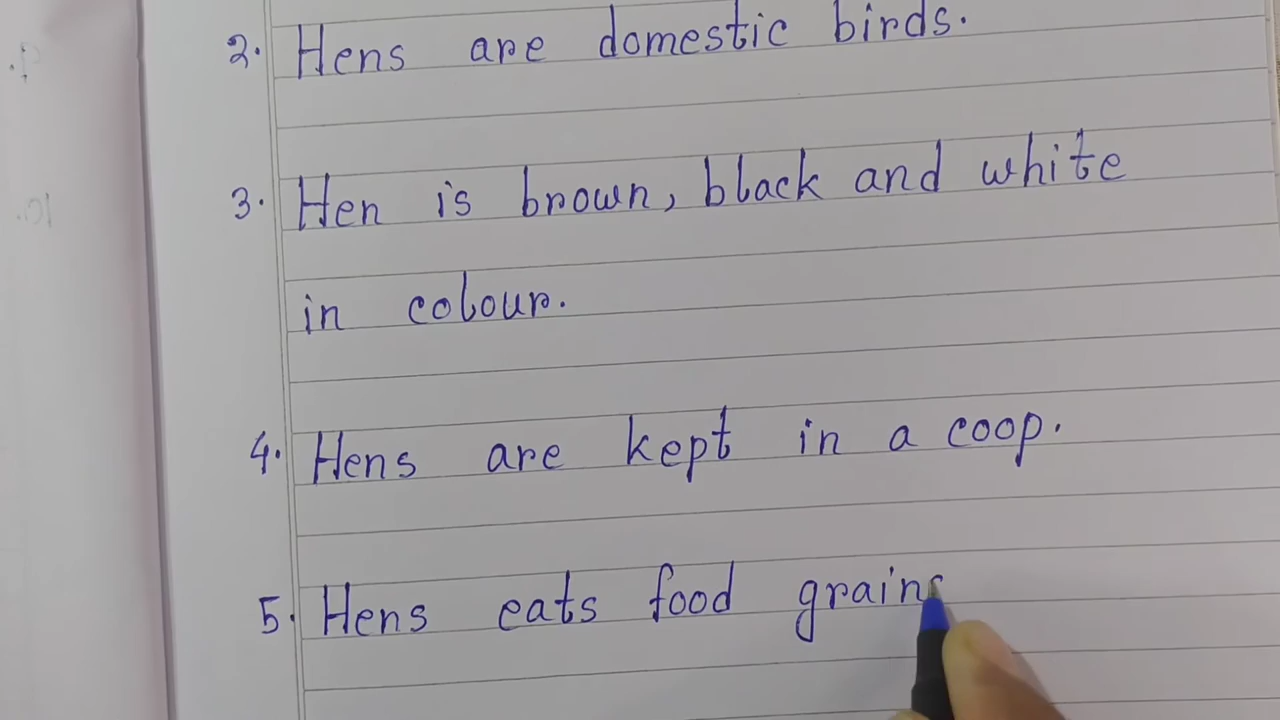 2. Hens are domestic birds.
3. Hen is brown, black and white
in colour.
4. Hens are kept in a coop.
5. Hens eats food grains